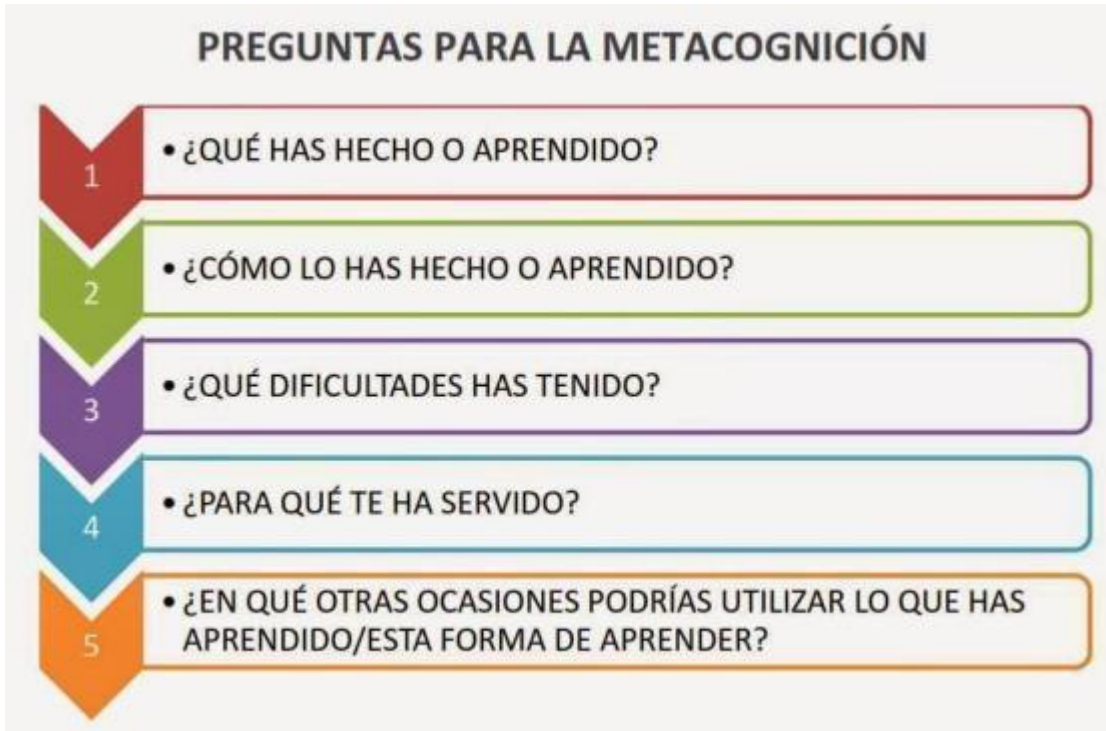 PREGUNTAS PARA LA METACOGNICIÓN
1
• ¿QUÉ HAS HECHO O APRENDIDO?
2
• ¿CÓMO LO HAS HECHO O APRENDIDO?
3
• ¿QUÉ DIFICULTADES HAS TENIDO?
4
• ¿PARA QUÉ TE HA SERVIDO?
5
• ¿EN QUÉ OTRAS OCASIONES PODRÍAS UTILIZAR LO QUE HAS
APRENDIDO/ESTA FORMA DE APRENDER?